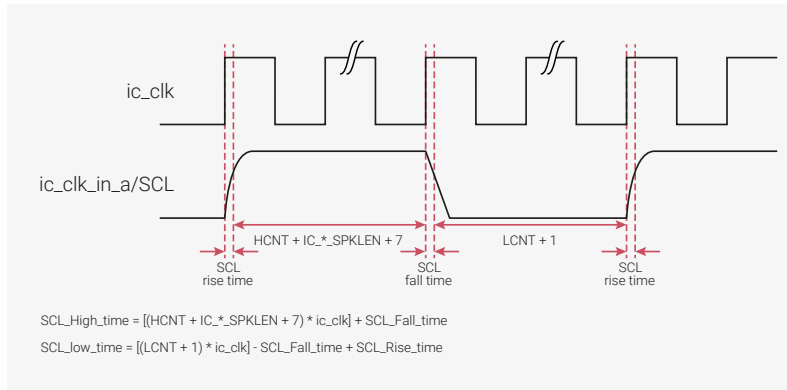 ic_clk
ic_clk_in_a/SCL
HCNT + IC_*_SPKLEN + 7
LCNT + 1
SCL
rise time
SCL
fall time
SCL
rise time
SCL_High_time = [(HCNT + IC_*_SPKLEN + 7) * ic_clk] + SCL_Fall_time
SCL_low_time = [(LCNT + 1) * ic_clk] - SCL_Fall_time + SCL_Rise_time